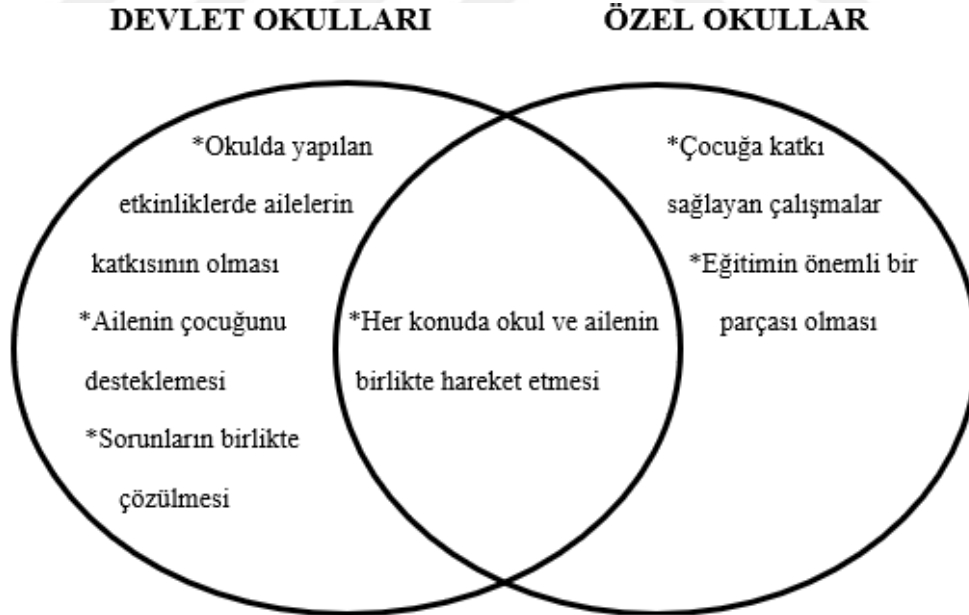 DEVLET OKULLARI
ÖZEL OKULLAR
*Okulda yapılan
etkinliklerde ailelerin
katkısının olması
*Ailenin çocuğunu
desteklemesi
*Sorunların birlikte
çözülmesi
*Her konuda okul ve ailenin
birlikte hareket etmesi
*Çocuğa katkı
sağlayan çalışmalar
*Eğitimin önemli bir
parçası olması